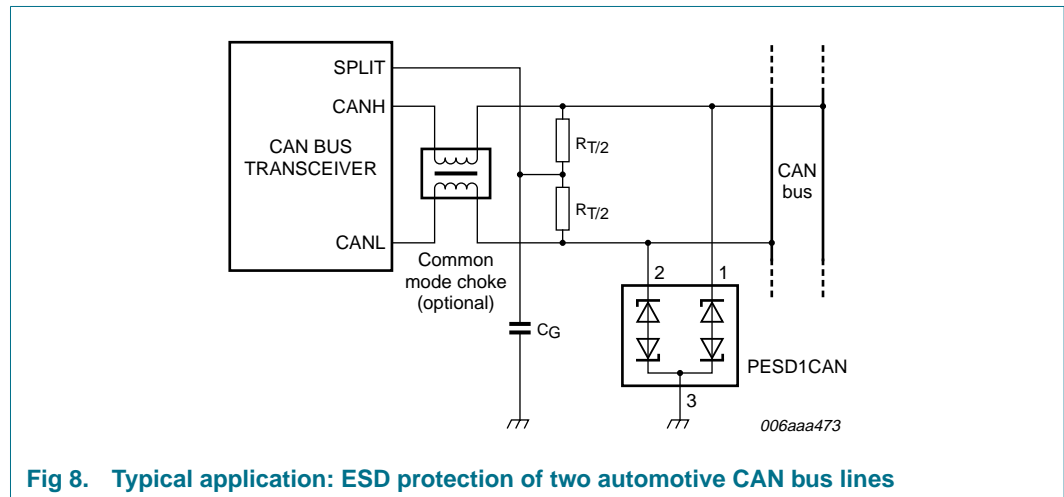 SPLIT
CANH
CAN BUS
TRANSCEIVER
CANL
Common
mode choke
(optional)
RT/2
RT/2
CG
CAN
bus
2
1
PESD1CAN
3
006aaa473
Fig 8. Typical application: ESD protection of two automotive CAN bus lines